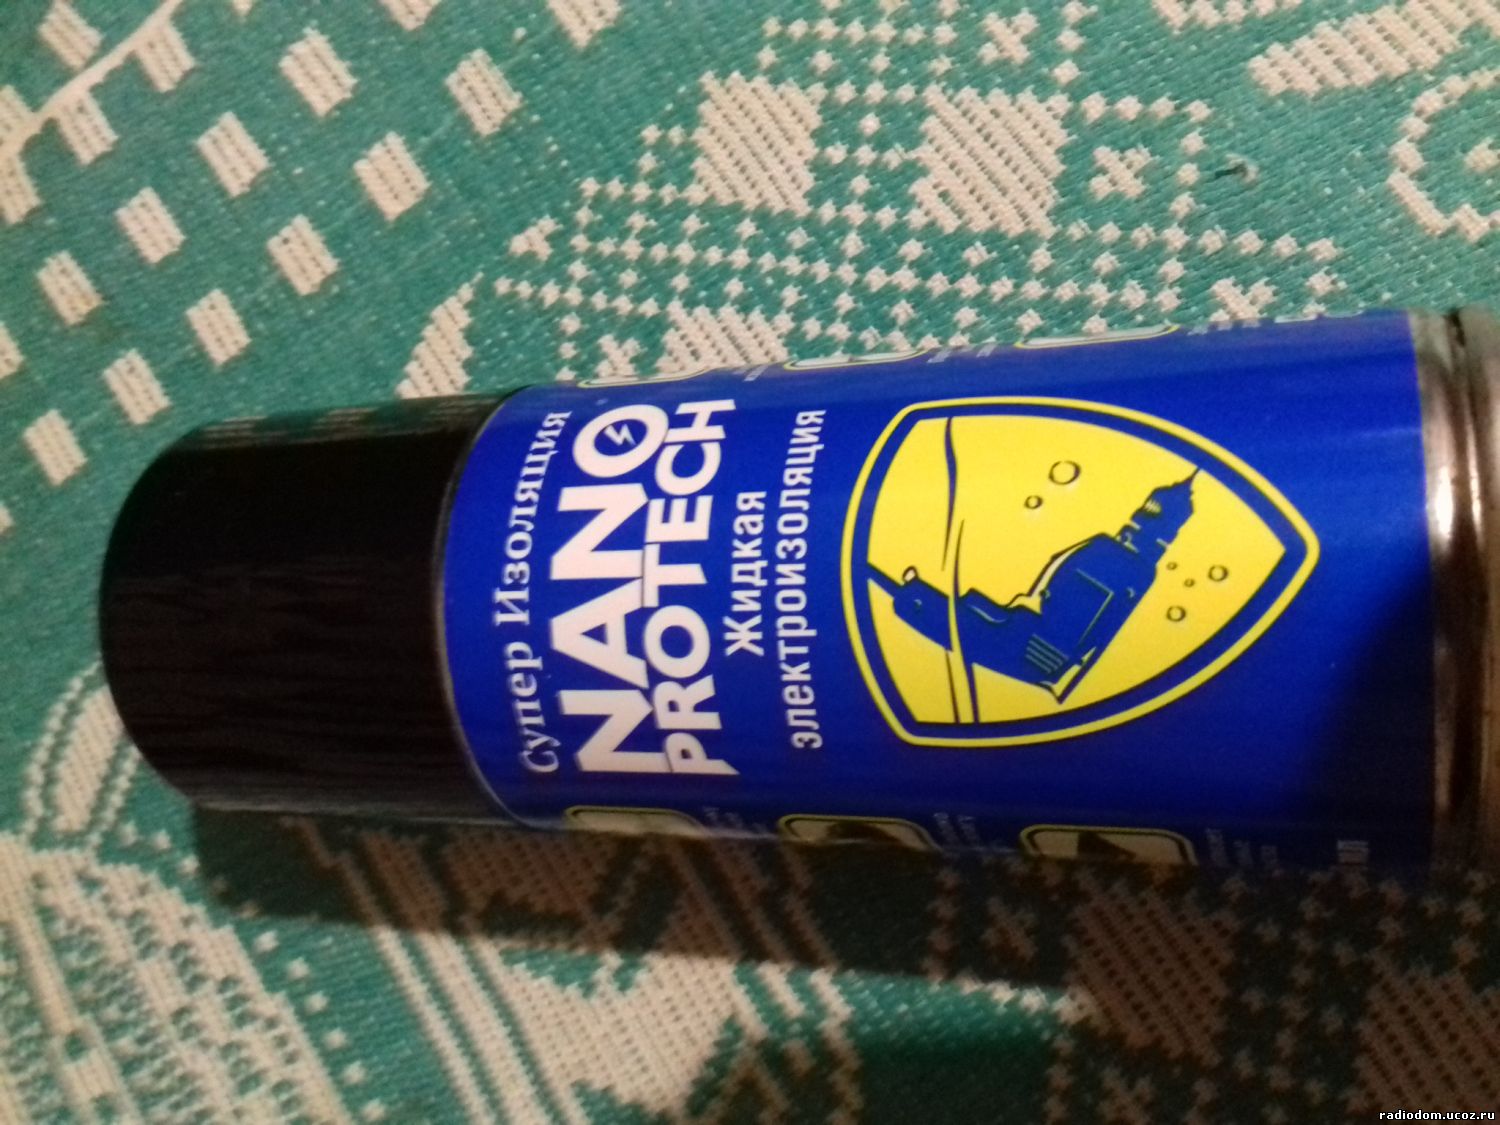 Супер Изоляция
NANO
PROTECH
Жидкая
электроизоляция
radiodom.ucoz.ru